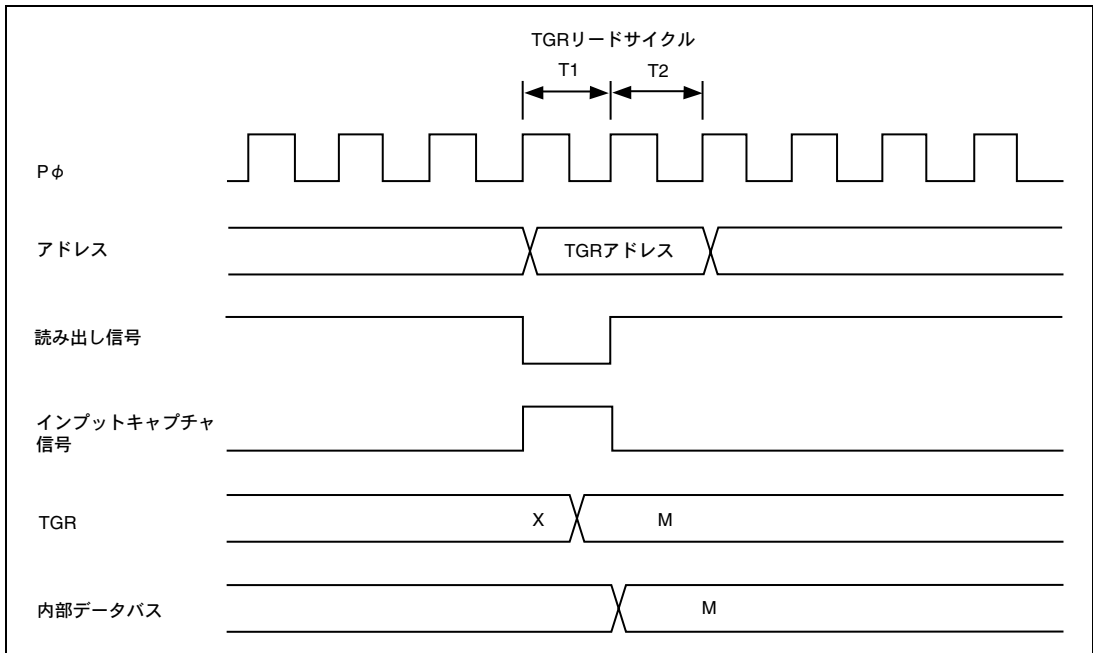 TGRリードサイクル
T1
T2
Pφ
アドレス
TGRアドレス
読み出し信号
インプットキャプチャ
信号
TGR
X
M
内部データバス
M